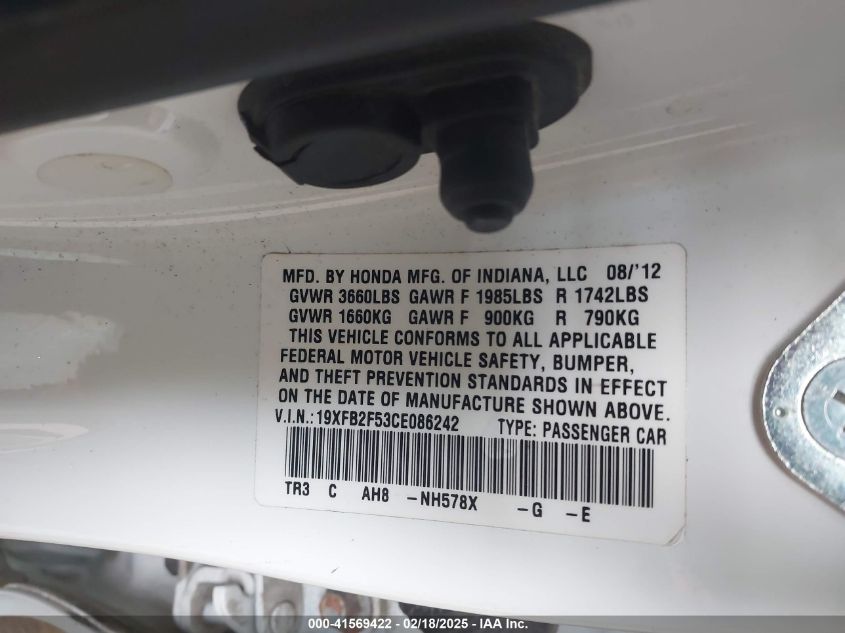 MFD. BY HONDA MFG. OF INDIANA, LLC 08/'12
GVWR 3660LBS GAWR F 1985LBS R 1742LBS
GVWR 1660KG GAWR F 900KG R 790KG
THIS VEHICLE CONFORMS TO ALL APPLICABLE
FEDERAL MOTOR VEHICLE SAFETY, BUMPER,
AND THEFT PREVENTION STANDARDS IN EFFECT
ON THE DATE OF MANUFACTURE SHOWN ABOVE.
V.I.N.:19XFB2F53CE086242 TYPE: PASSENGER CAR
TR3 C AH8 -NH578X -G -E
000-41569422 - 02/18/2025 - IAA Inc.